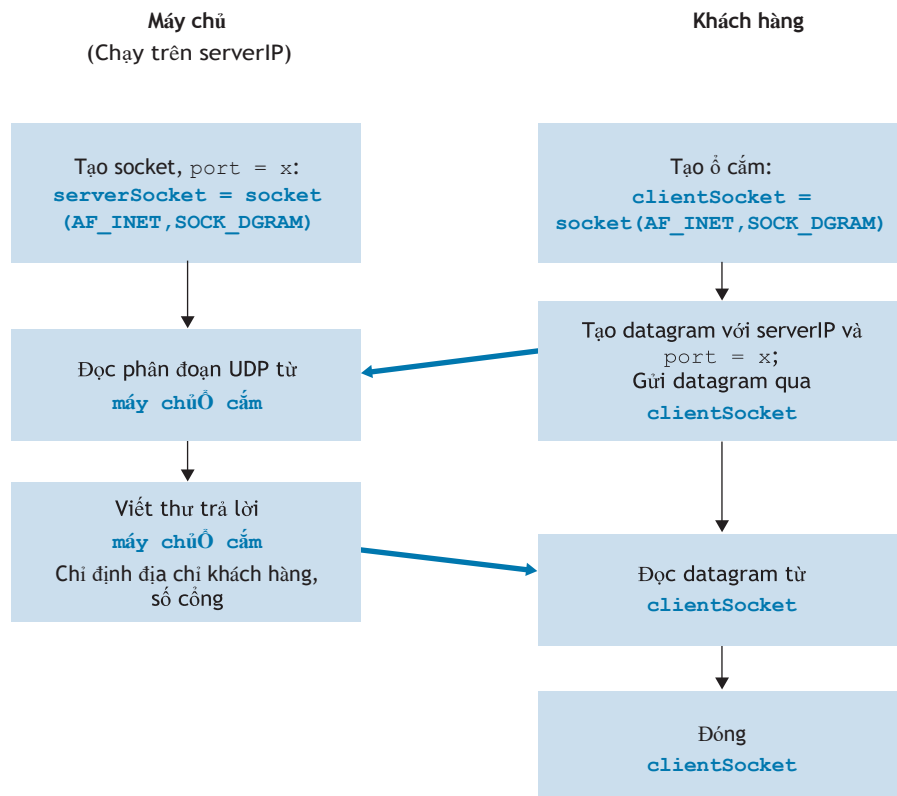 Máy chủ
(Chạy trên serverIP)
Khách hàng
Tạo socket, port = x:
serverSocket = socket
(AF_INET,SOCK_DGRAM)
Tạo ổ cắm:
clientSocket =
socket(AF_INET,SOCK_DGRAM)
Tạo datagram với serverIP và
port = x;
Gửi datagram qua
clientSocket
Đọc phân đoạn UDP từ
máy chủỔ cắm
Viết thư trả lời
máy chủỔ cắm
Chỉ định địa chỉ khách hàng,
số cổng
Đọc datagram từ
clientSocket
Đóng
clientSocket